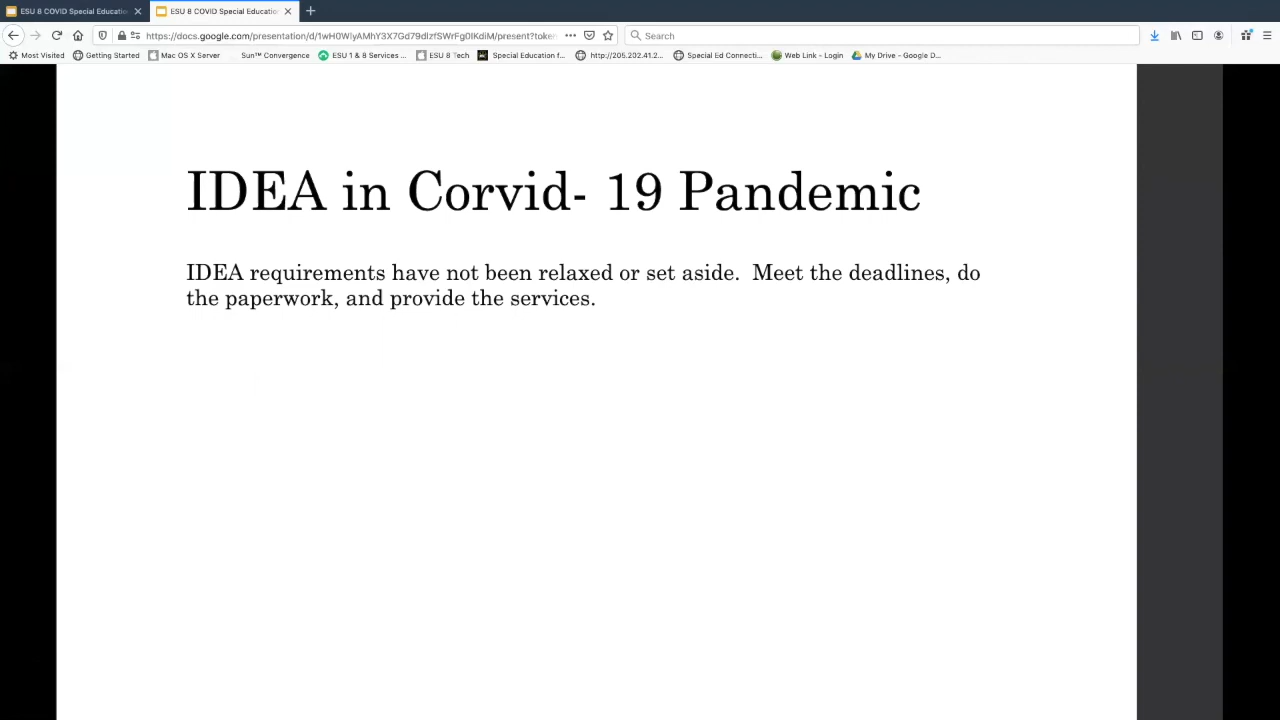 ESU 8 COVID Special Educatio
ESU 8 COVID Special Education
https://docs.google.com/presentation/d/1wH0WlyAMhY3X7Gd79dlzfSWrFg0IKdiM/present?token
Search
Most Visited
Getting Started
Mac OS X Server
Sun™ Convergence
ESU 1 & 8 Services ...
ESU 8 Tech
Special Education f...
http://205.202.41.2...
Special Ed Connecti...
Web Link - Login
My Drive - Google D...
IDEA in Corvid- 19 Pandemic
IDEA requirements have not been relaxed or set aside.  Meet the deadlines, do
the paperwork, and provide the services.